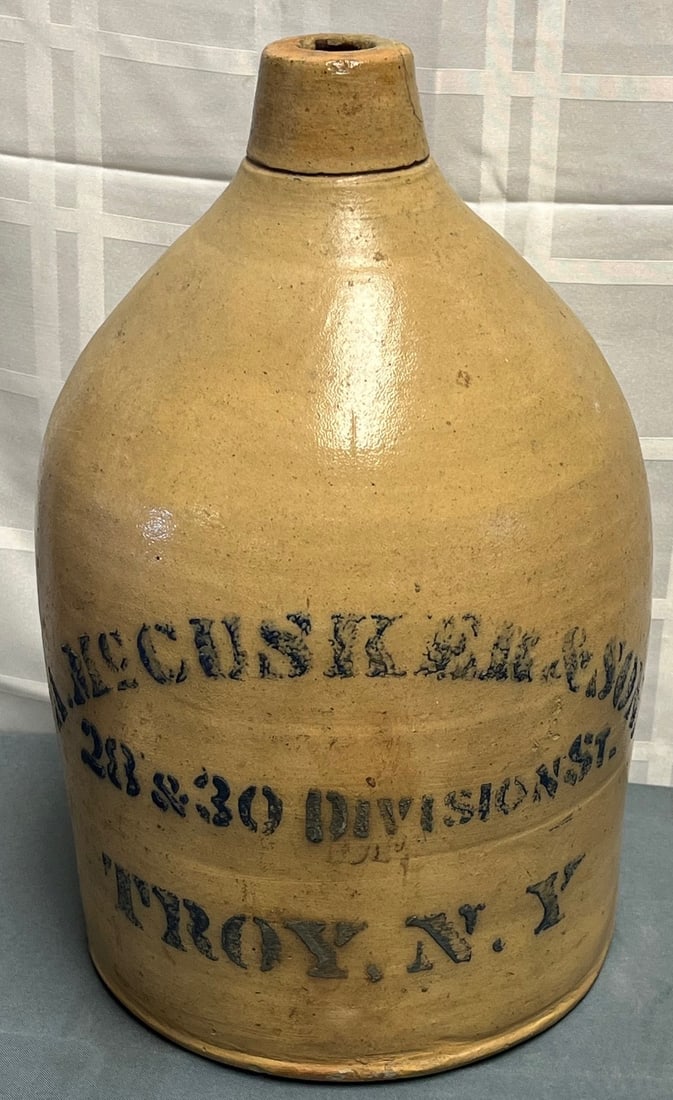 A. McCUSKER & SON
28 & 30 DIVISION ST.
TROY, N. Y